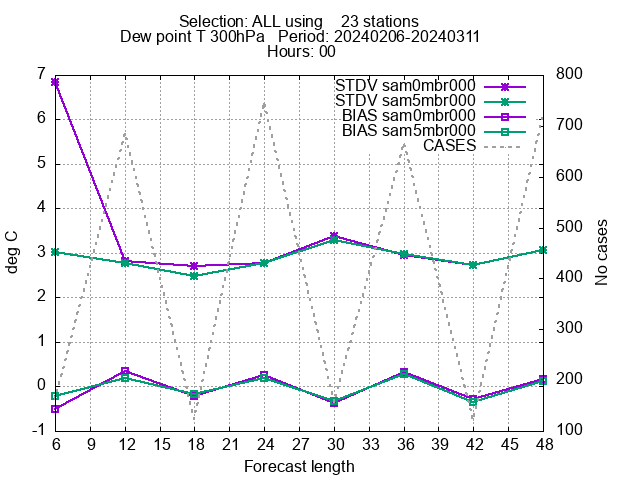 Selection: ALL using    23 stations
Dew point T 300hPa   Period: 20240206-20240311
Hours: 00
STDV sam0mbr000
STDV sam5mbr000
BIAS sam0mbr000
BIAS sam5mbr000
CASES
7
6
5
4
3
2
1
0
-1
deg C
800
700
600
500
400
300
200
100
No cases
6 9 12 15 18 21 24 27 30 33 36 39 42 45 48
Forecast length